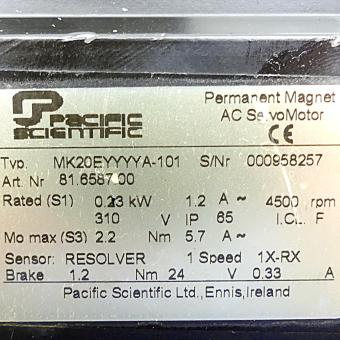 PACIFIC SCIENTIFIC
Permanent Magnet
AC ServoMotor
CE
Typ. MK20EYYYYA-101 S/Nr 000958257
Art. Nr 81.6587.00
Rated (S1) 0.23 kW 1.2 A~ 4500 rpm
310 V IP 65 I.CL. F
Mo max (S3) 2.2 Nm 5.7 A~
Sensor: RESOLVER 1 Speed 1X-RX
Brake 1.2 Nm 24 V 0.33 A
Pacific Scientific Ltd., Ennis, Ireland